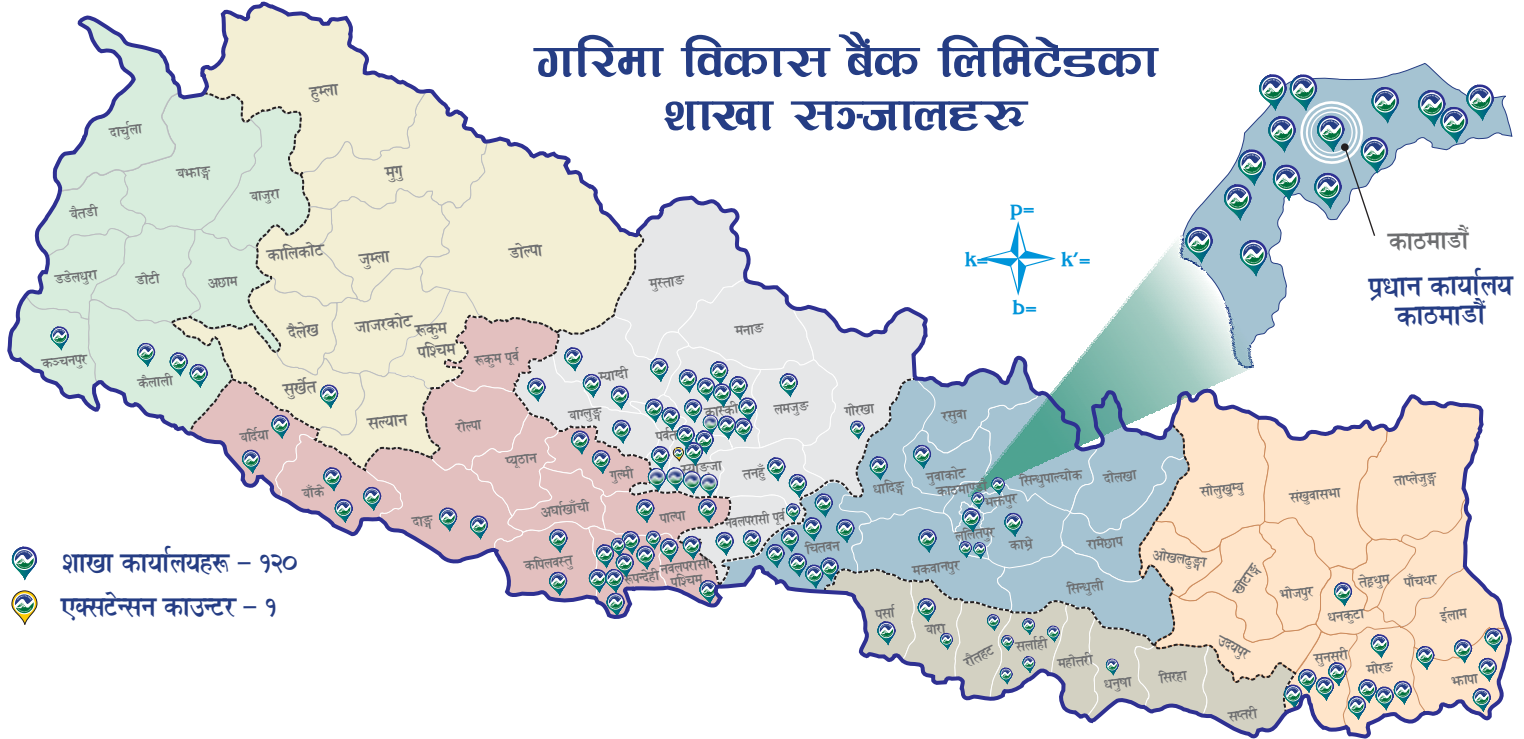 गरिमा विकास बैंक लिमिटेडका
शाखा सञ्जालहरु
हुम्ला
दार्चुला
बझाङ्ग
मुगु
बाजुरा
बैतडी
कालिकोट
जुम्ला
डोल्पा
डडेलधुरा
डोटी
अछाम
मुस्ताङ
p=
k=
k'=
b=
काठमाडौं
प्रधान कार्यालय
काठमाडौं
दैलेख
जाजरकोट
रूकुम
पश्चिम
रूकुम पूर्व
मनाङ
कञ्चनपुर
कैलाली
सुर्खेत
सल्यान
म्याग्दी
बाग्लुङ्ग
कास्की
लमजुङ
गोरखा
रसुवा
रोल्पा
पर्वत
बर्दिया
प्यूठान
गुल्मी
स्याङ्जा
तनहुँ
धादिङ्ग
नुवाकोट
सिन्धुपाल्चोक
दोलखा
भक्तपुर
बाँके
दाङ्ग
अर्घाखाँची
पाल्पा
नवलपरासी पूर्व
चितवन
ललितपुर
काभ्रे
रामेछाप
सोलुखुम्बु
संखुवासभा
ताप्लेजुङ्ग
कपिलवस्तु
रूपन्देही
नवलपरासी
पश्चिम
मकवानपुर
सिन्धुली
ओखलढुङ्गा
खोटाङ्ग
भोजपुर
तेह्रथुम
पाँचथर
धनकुटा
ईलाम
शाखा कार्यालयहरू – १२०
एक्सटेन्सन काउन्टर – १
पर्सा
बारा
रौतहट
सर्लाही
महोत्तरी
धनुषा
सिरहा
सप्तरी
उदयपुर
सुनसरी
मोरङ
झापा